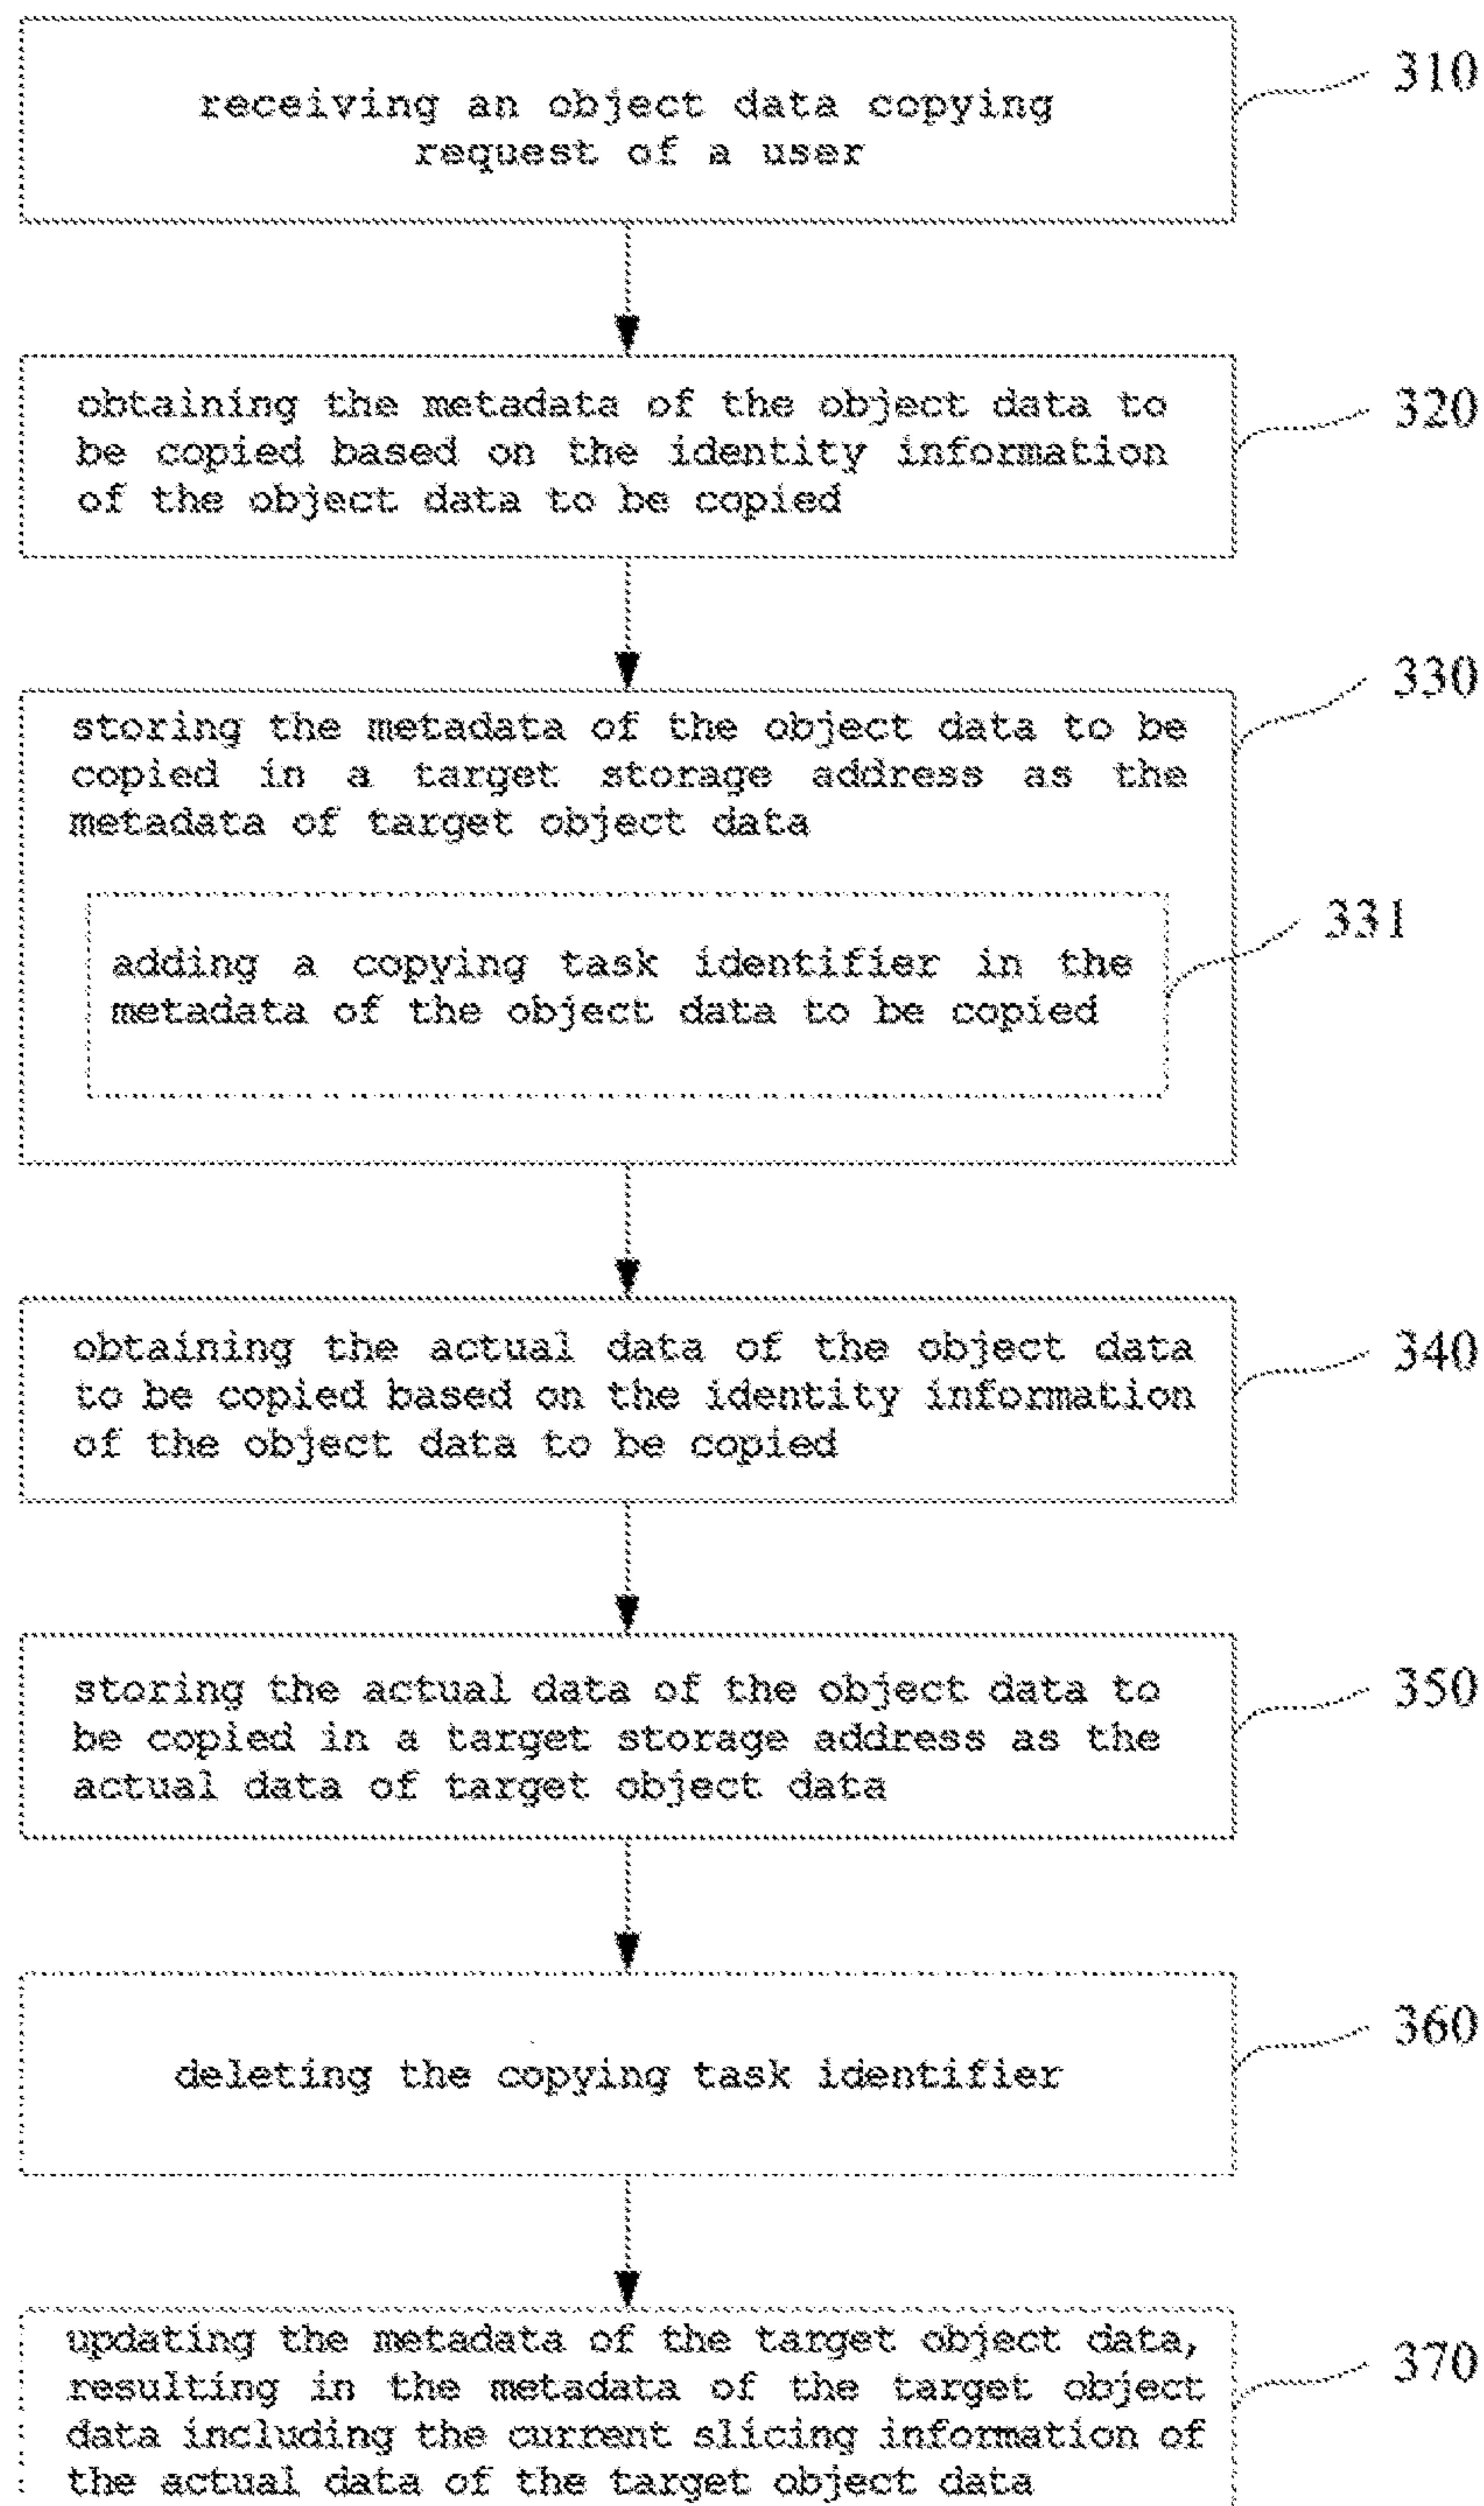 receiving an object data copying
request of a user
310
obtaining the metadata of the object data to
be copied based on the identity information
of the object data to be copied
320
storing the metadata of the object data to be
copied in a target storage address as the
metadata of target object data
330
adding a copying task identifier in the
metadata of the object data to be copied
331
obtaining the actual data of the object data
to be copied based on the identity information
of the object data to be copied
340
storing the actual data of the object data to
be copied in a target storage address as the
actual data of target object data
350
deleting the copying task identifier
360
updating the metadata of the target object data,
resulting in the metadata of the target object
data including the current slicing information of
the actual data of the target object data
370